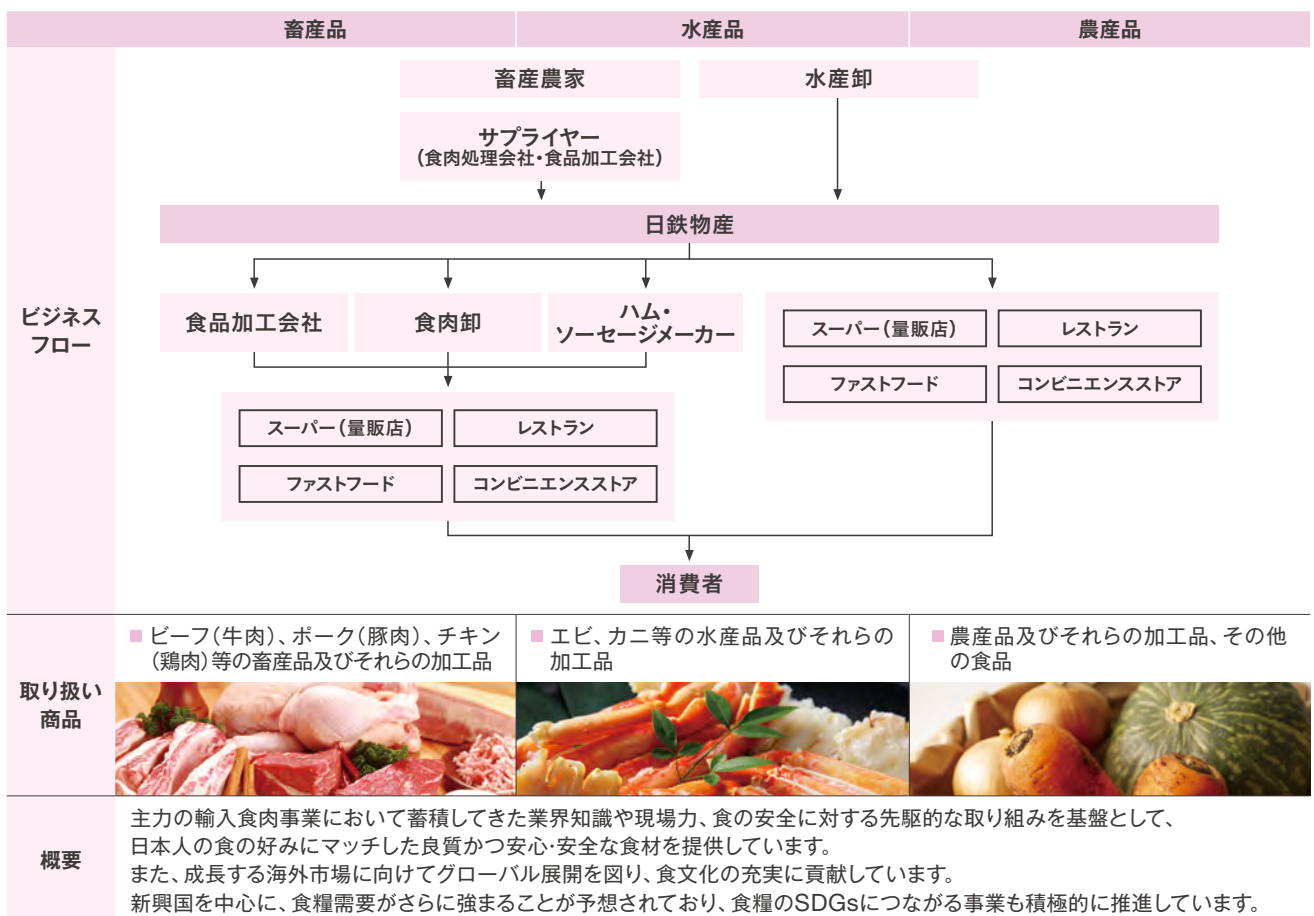 畜産品
水産品
農産品
ビジネス
フロー
畜産農家
水産卸
サプライヤー
(食肉処理会社・食品加工会社)
日鉄物産
食品加工会社
食肉卸
ハム・
ソーセージメーカー
スーパー(量販店)
レストラン
ファストフード
コンビニエンスストア
スーパー(量販店)
レストラン
ファストフード
コンビニエンスストア
消費者
取り扱い
商品
■ ビーフ(牛肉)、ポーク(豚肉)、チキン
(鶏肉)等の畜産品及びそれらの加工品
■ エビ、カニ等の水産品及びそれらの
加工品
■ 農産品及びそれらの加工品、その他
の食品
概要
主力の輸入食肉事業において蓄積してきた業界知識や現場力、食の安全に対する先駆的な取り組みを基盤として、
日本人の食の好みにマッチした良質かつ安心・安全な食材を提供しています。
また、成長する海外市場に向けてグローバル展開を図り、食文化の充実に貢献しています。
新興国を中心に、食糧需要がさらに強まることが予想されており、食糧のSDGsにつながる事業も積極的に推進しています。